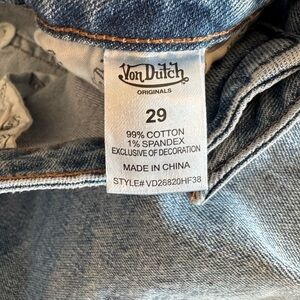 Von Dutch
ORIGINALS
29
99% COTTON
1% SPANDEX
EXCLUSIVE OF DECORATION
MADE IN CHINA
STYLE# VD26820HF38